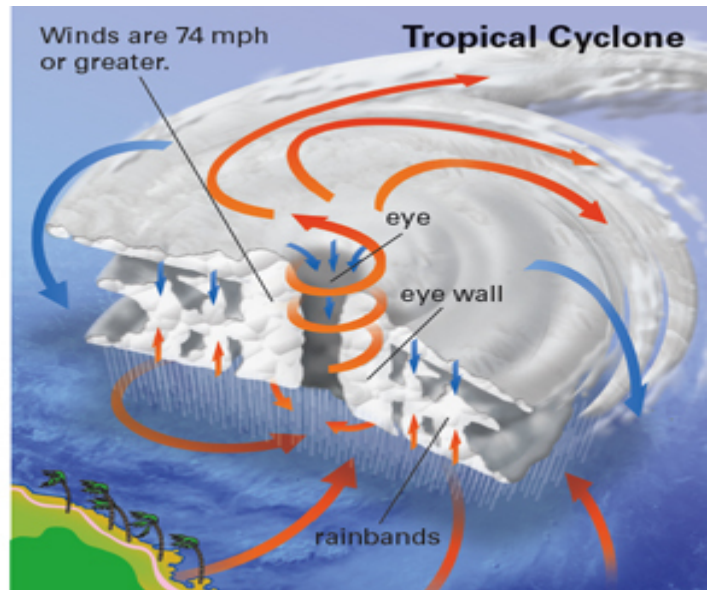 Winds are 74 mph
or greater.
Tropical Cyclone
eye
eye wall
rainbands